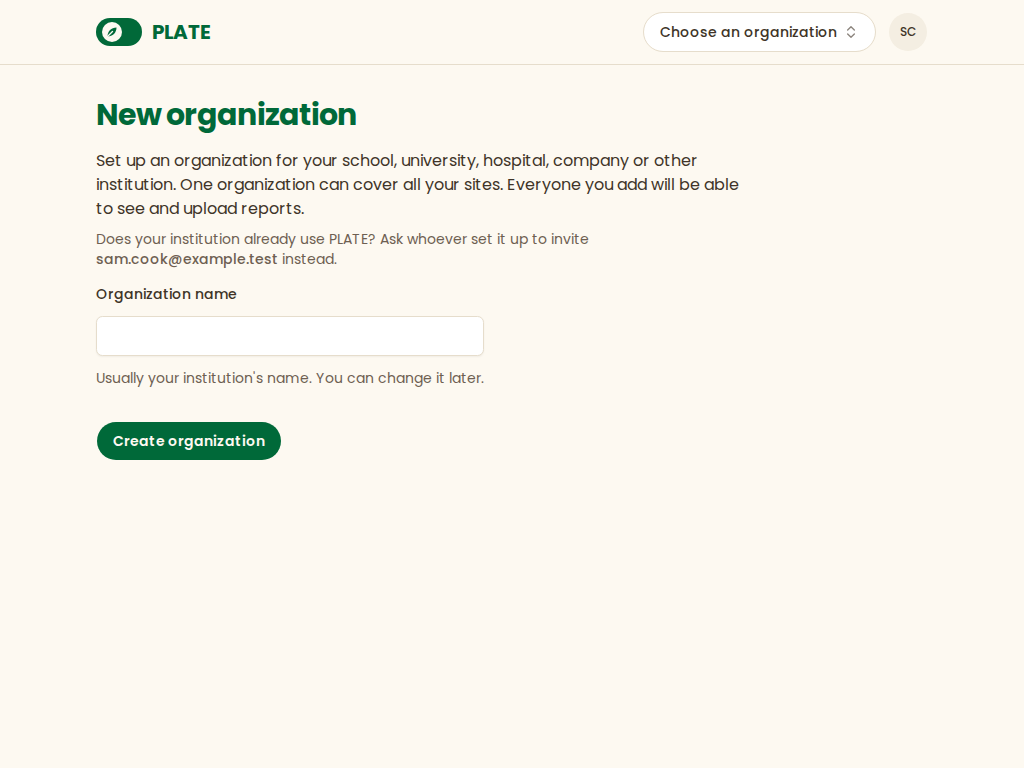 PLATE
Choose an organization
SC
New organization
Set up an organization for your school, university, hospital, company or other
institution. One organization can cover all your sites. Everyone you add will be able
to see and upload reports.
Does your institution already use PLATE? Ask whoever set it up to invite
sam.cook@example.test instead.
Organization name
Usually your institution's name. You can change it later.
Create organization